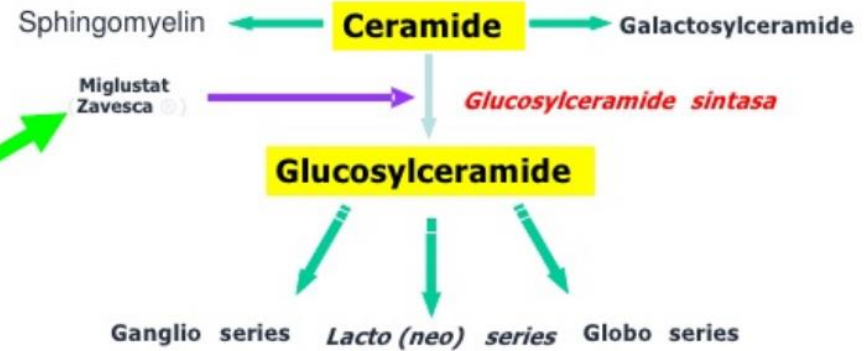 Sphingomyelin
Ceramide
Galactosylceramide
Miglustat
(Zavesca ®)
Glucosylceramide sintasa
Glucosylceramide
Ganglio series
Lacto (neo) series
Globo series